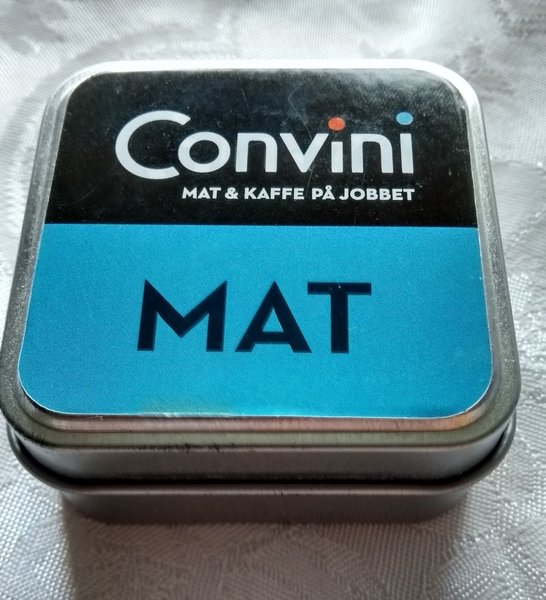 Convini
MAT & KAFFE PÅ JOBBET
MAT